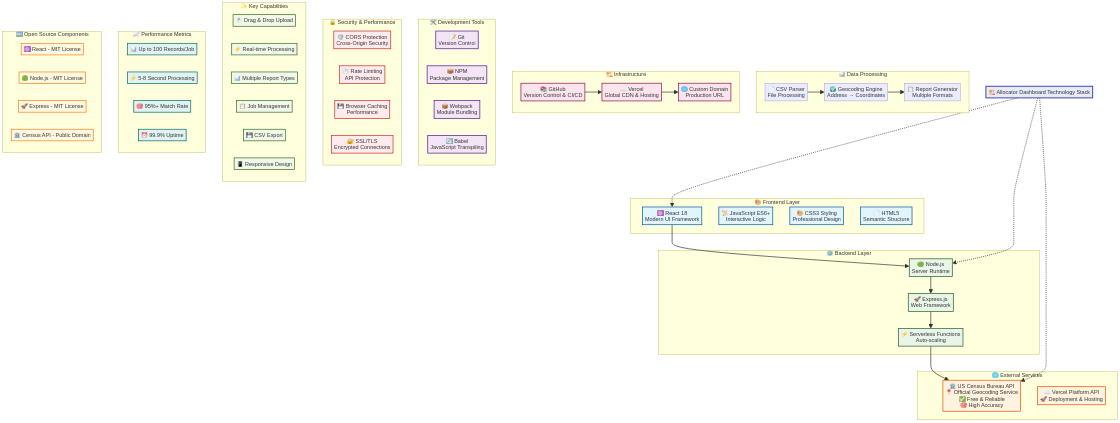 🆓 Open Source Components
⚛️ React - MIT License
🟢 Node.js - MIT License
🚀 Express - MIT License
🏛️ Census API - Public Domain
📈 Performance Metrics
📊 Up to 100 Records/Job
⚡ 5-8 Second Processing
🎯 95%+ Match Rate
⏰ 99.9% Uptime
✨ Key Capabilities
🖱️ Drag & Drop Upload
⚡ Real-time Processing
📊 Multiple Report Types
📋 Job Management
💾 CSV Export
📱 Responsive Design
🔒 Security & Performance
🛡️ CORS Protection
Cross-Origin Security
⏱️ Rate Limiting
API Protection
💾 Browser Caching
Performance
🔐 SSL/TLS
Encrypted Connections
🛠️ Development Tools
📝 Git
Version Control
📦 NPM
Package Management
📦 Webpack
Module Bundling
🔄 Babel
JavaScript Transpiling
🏗️ Infrastructure
📚 GitHub
Version Control & CI/CD
☁️ Vercel
Global CDN & Hosting
🌐 Custom Domain
Production URL
📊 Data Processing
📄 CSV Parser
File Processing
🌍 Geocoding Engine
Address → Coordinates
📋 Report Generator
Multiple Formats
🏗️ Allocator Dashboard Technology Stack
🎨 Frontend Layer
⚛️ React 18
Modern UI Framework
📜 JavaScript ES6+
Interactive Logic
🎨 CSS3 Styling
Professional Design
📄 HTML5
Semantic Structure
⚙️ Backend Layer
🟢 Node.js
Server Runtime
🚀 Express.js
Web Framework
⚡ Serverless Functions
Auto-scaling
🌐 External Services
🏛️ US Census Bureau API
📍 Official Geocoding Service
✅ Free & Reliable
🎯 High Accuracy
☁️ Vercel Platform API
🚀 Deployment & Hosting